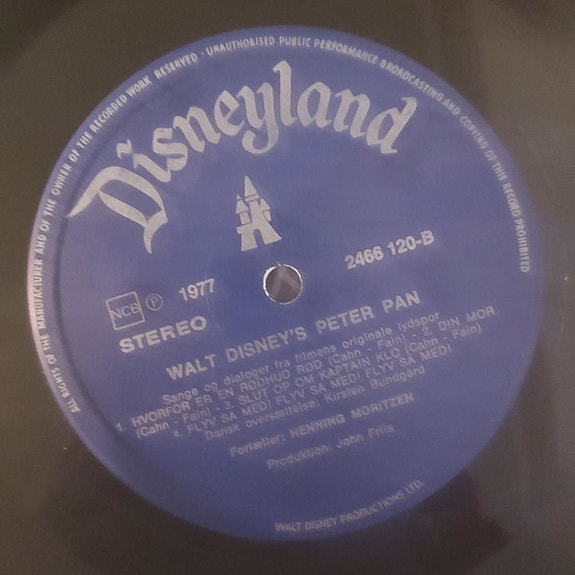 ALL RIGHTS OF THE MANUFACTURER AND OF THE OWNER OF THE RECORDED WORK RESERVED · UNAUTHORISED PUBLIC PERFORMANCE BROADCASTING AND COPYING OF THIS RECORD PROHIBITED
Disneyland
NCB Ⓟ 1977
2466 120-B
STEREO
WALT DISNEY'S PETER PAN
Sange og dialoger fra filmens originale lydspor
1. HVORFOR ER EN RØDHUD RØD (Cahn - Fain) - 2. DIN MOR
(Cahn - Fain) - 3. SLUT OP OM KAPTAJN KLO (Cahn - Fain)
4. FLYV SÅ MED! FLYV SÅ MED! FLYV SÅ MED!
Dansk oversættelse: Kirsten Bundgård
Fortæller: HENNING MORITZEN
Produktion: John Friis
WALT DISNEY PRODUCTIONS LTD.